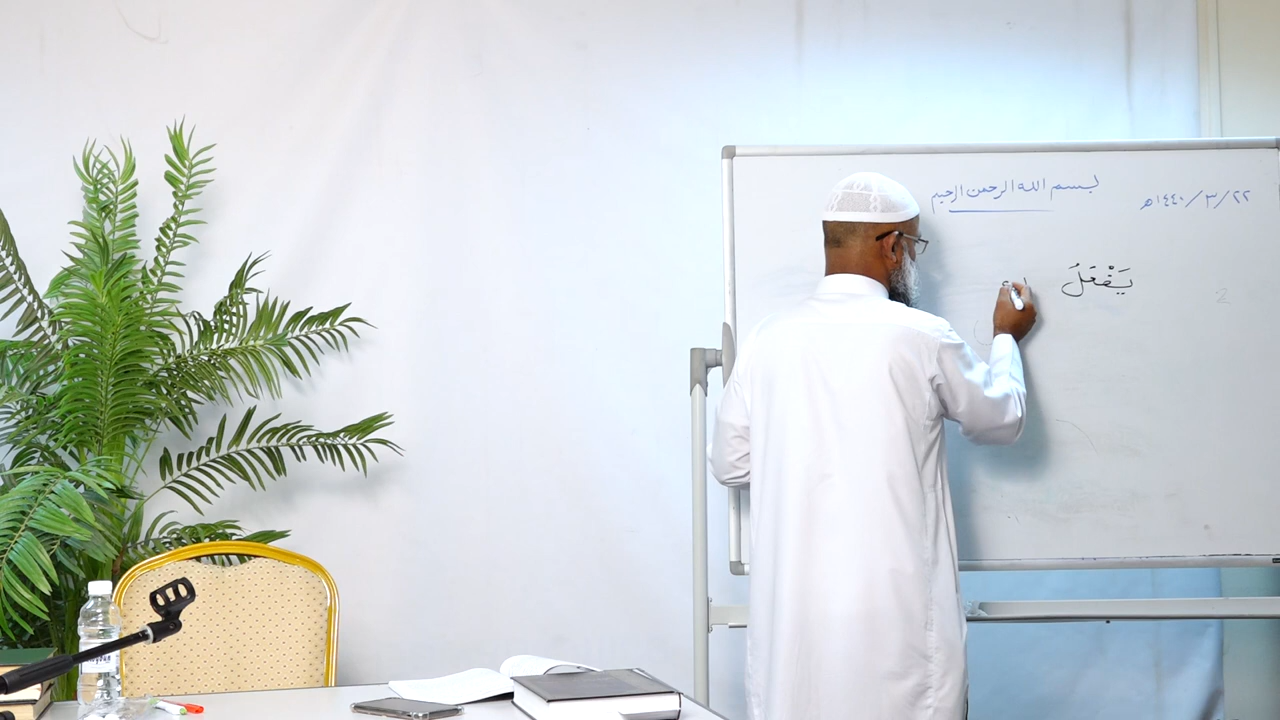 بسم الله الرحمن الرحيم
٢٢/٣/١٤٤٠هـ
يَفْعَلُ